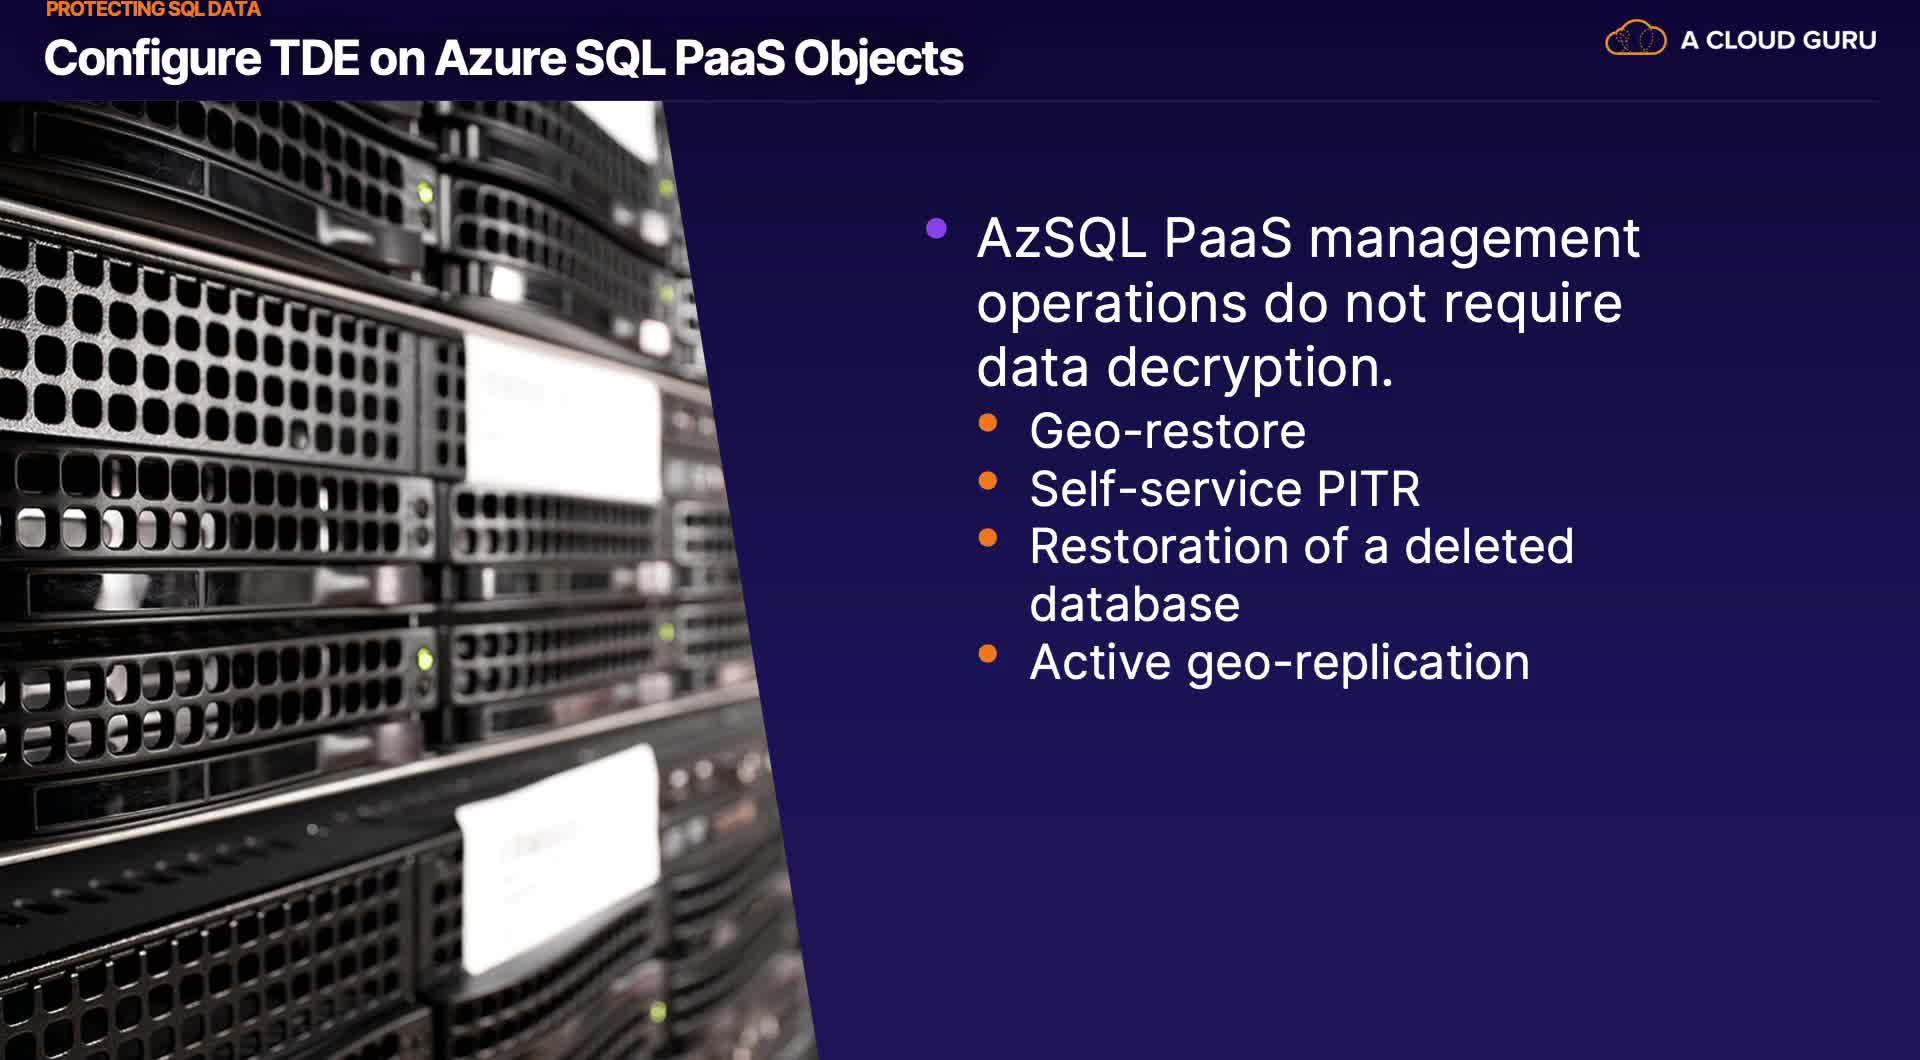 PROTECTING SQL DATA
Configure TDE on Azure SQL PaaS Objects
A CLOUD GURU
AzSQL PaaS management
operations do not require
data decryption.
Geo-restore
Self-service PITR
Restoration of a deleted
database
Active geo-replication